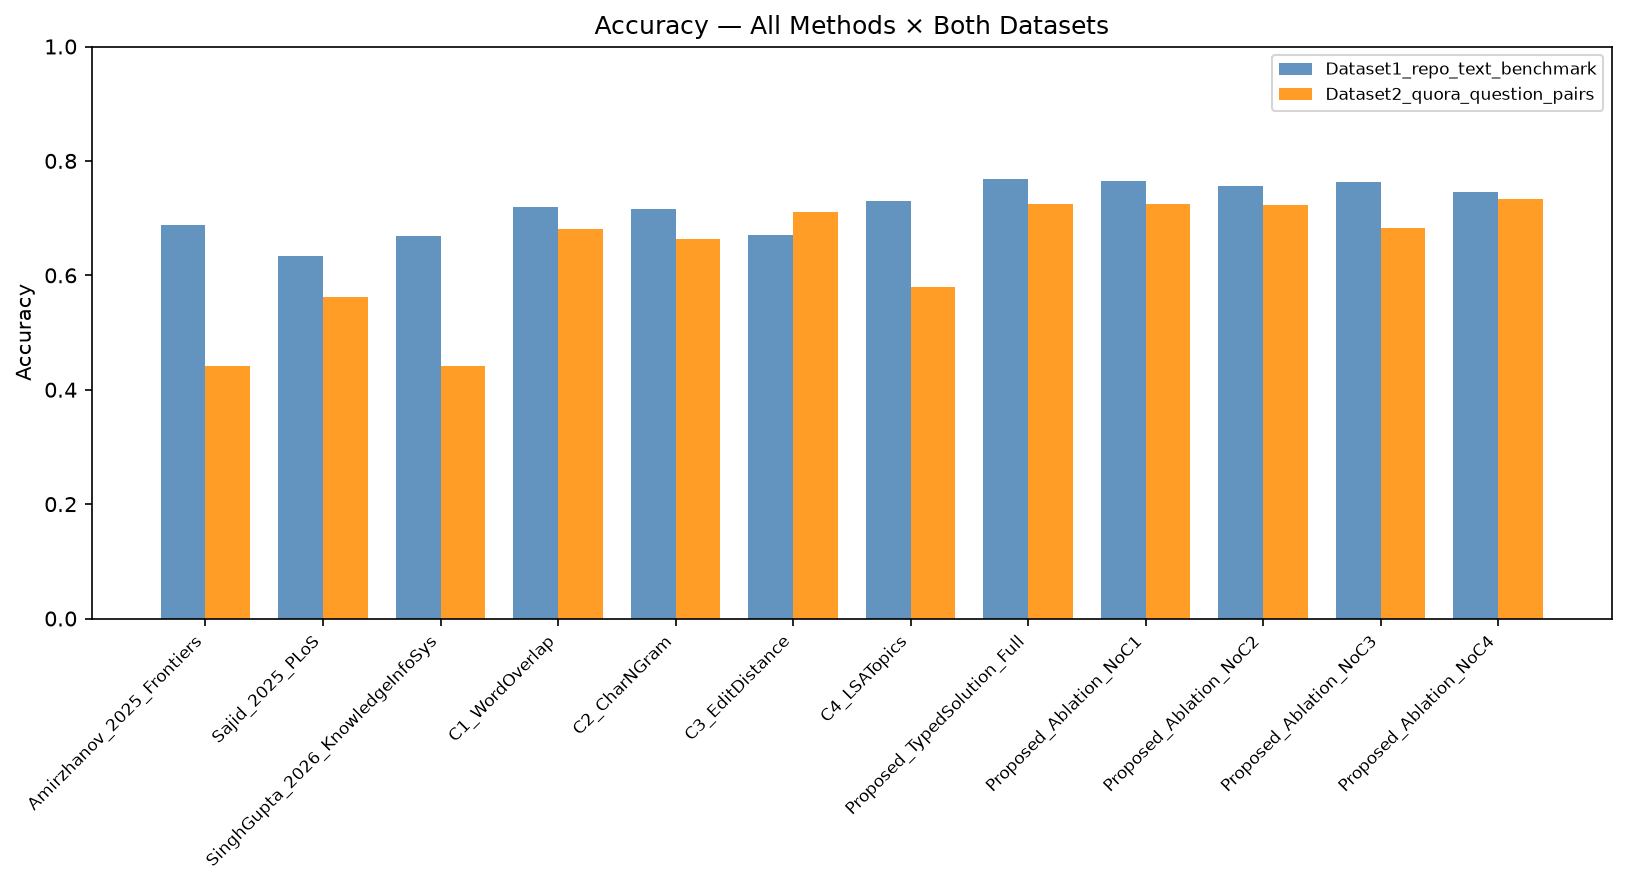 Accuracy — All Methods × Both Datasets
Dataset1_repo_text_benchmark
Dataset2_quora_question_pairs
Accuracy
1.0
0.8
0.6
0.4
0.2
0.0
Amirzhanov_2025_Frontiers
Sajid_2025_PLoS
SinghGupta_2026_KnowledgeInfoSys
C1_WordOverlap
C2_CharNGram
C3_EditDistance
C4_LSATopics
Proposed_TypedSolution_Full
Proposed_Ablation_NoC1
Proposed_Ablation_NoC2
Proposed_Ablation_NoC3
Proposed_Ablation_NoC4